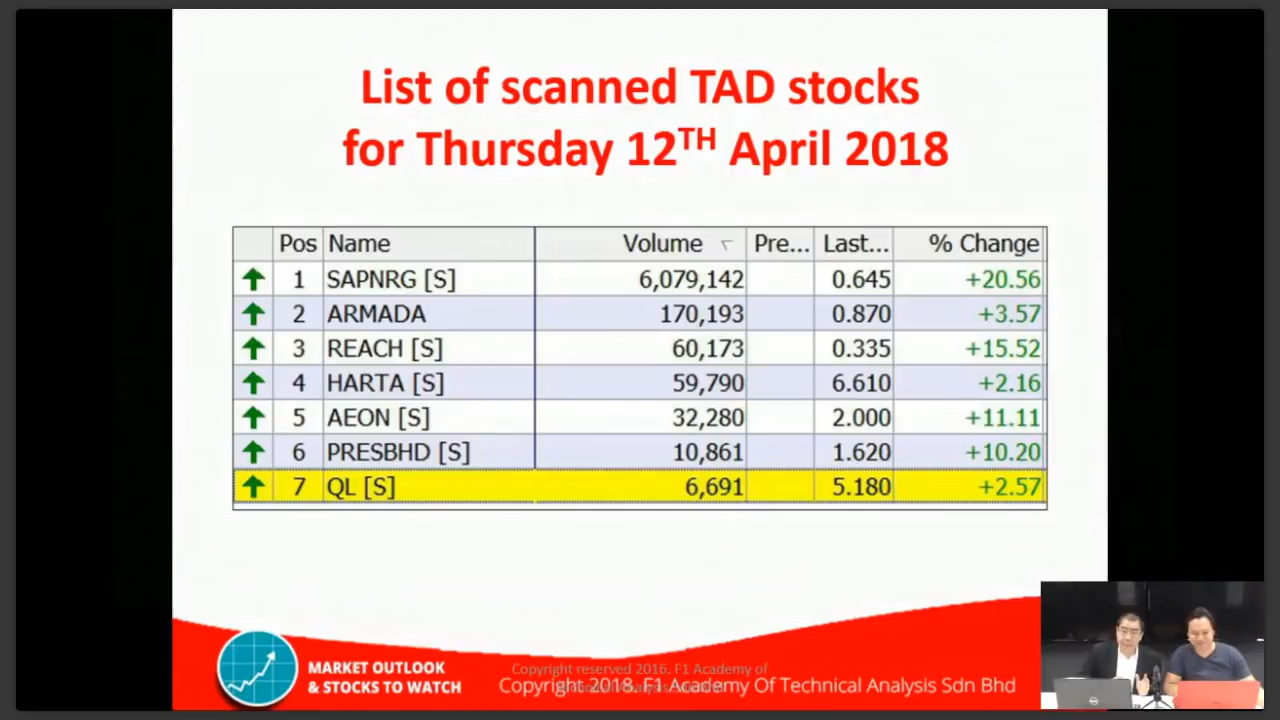 List of scanned TAD stocks
for Thursday 12TH April 2018
Pos Name Volume Pre... Last... % Change
1 SAPNRG [S] 6,079,142 0.645 +20.56
2 ARMADA 170,193 0.870 +3.57
3 REACH [S] 60,173 0.335 +15.52
4 HARTA [S] 59,790 6.610 +2.16
5 AEON [S] 32,280 2.000 +11.11
6 PRESBHD [S] 10,861 1.620 +10.20
7 QL [S] 6,691 5.180 +2.57
MARKET OUTLOOK
& STOCKS TO WATCH
Copyright reserved 2016. F1 Academy of
Copyright 2018. F1 Academy Of Technical Analysis Sdn Bhd